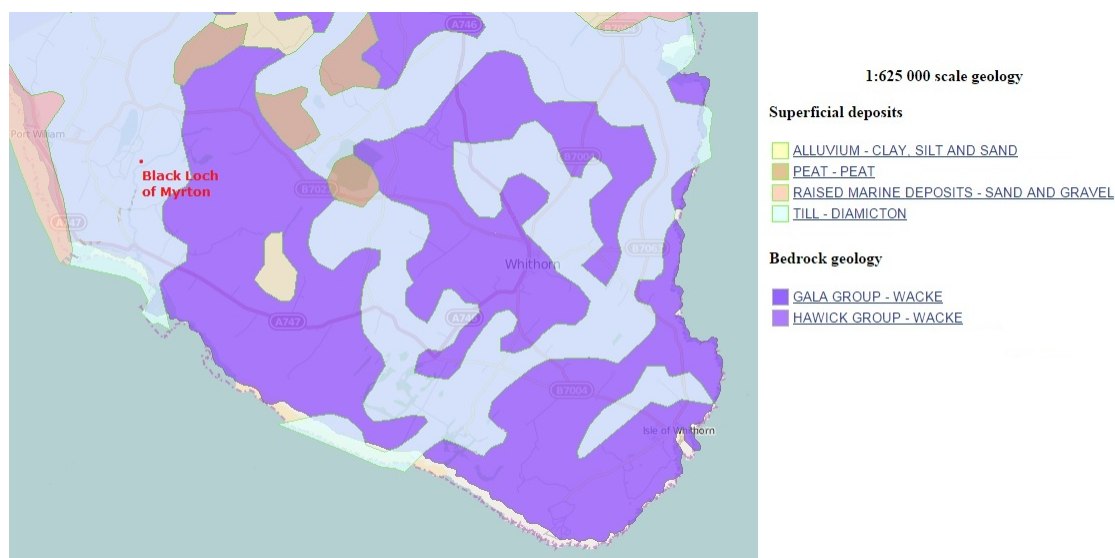 A746
B7004
Port William
Black Loch
of Myrton
B7004
B7021
A747
B7063
Whithorn
A747
A746
B7004
Isle of Whithorn
1:625 000 scale geology
Superficial deposits
ALLUVIUM - CLAY, SILT AND SAND
PEAT - PEAT
RAISED MARINE DEPOSITS - SAND AND GRAVEL
TILL - DIAMICTON
Bedrock geology
GALA GROUP - WACKE
HAWICK GROUP - WACKE